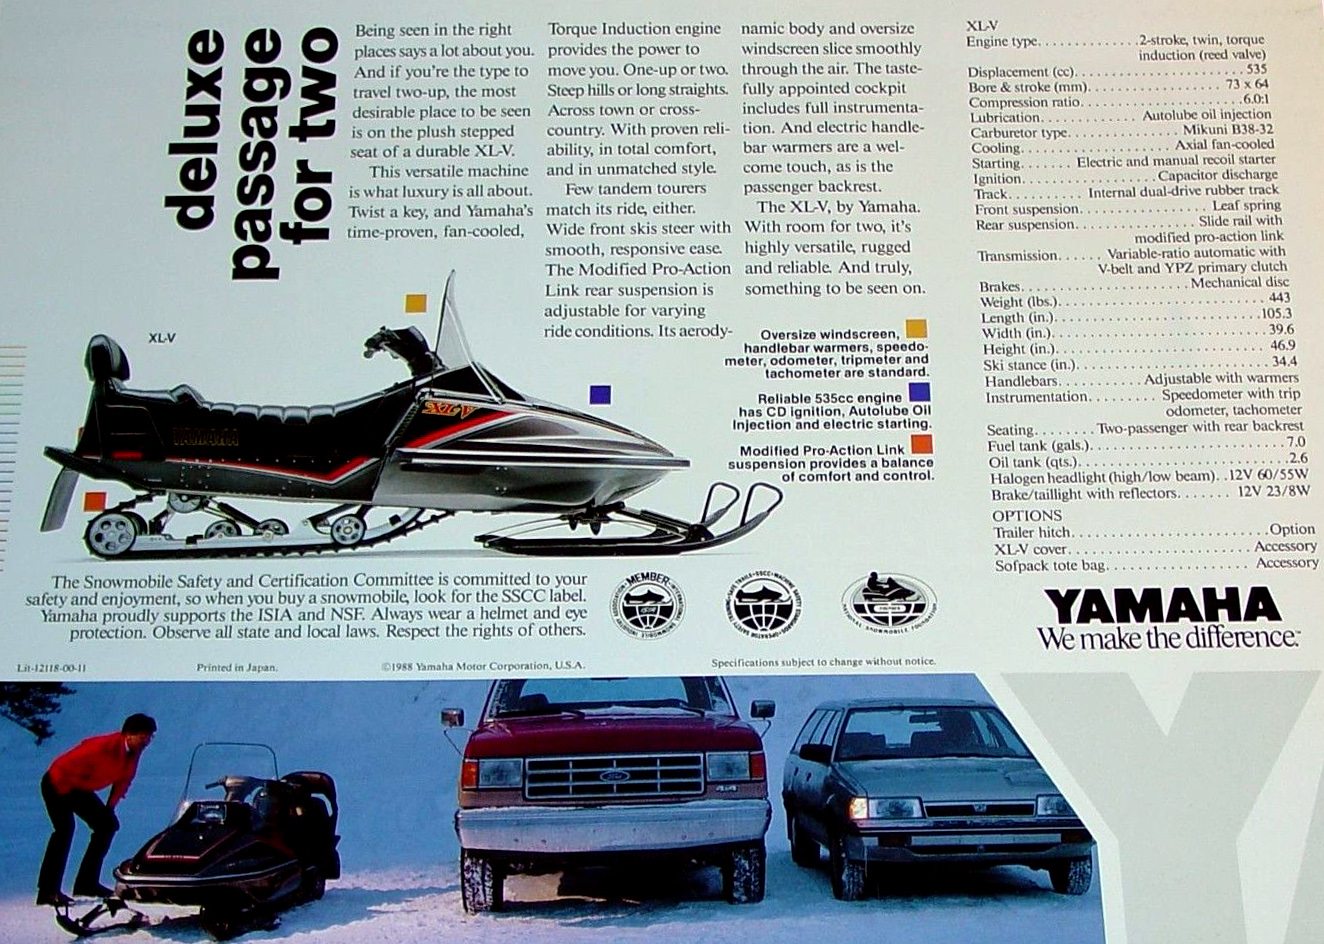 deluxe
passage
for two
Being seen in the right
places says a lot about you.
And if you're the type to
travel two-up, the most
desirable place to be seen
is on the plush stepped
seat of a durable XL-V.
This versatile machine
is what luxury is all about.
Twist a key, and Yamaha's
time-proven, fan-cooled,
Torque Induction engine
provides the power to
move you. One-up or two.
Steep hills or long straights.
Across town or cross-
country. With proven reli-
ability, in total comfort,
and in unmatched style.
Few tandem tourers
match its ride, either.
Wide front skis steer with
smooth, responsive ease.
The Modified Pro-Action
Link rear suspension is
adjustable for varying
ride conditions. Its aerody-
namic body and oversize
windscreen slice smoothly
through the air. The taste-
fully appointed cockpit
includes full instrumenta-
tion. And electric handle-
bar warmers are a wel-
come touch, as is the
passenger backrest.
The XL-V, by Yamaha.
With room for two, it's
highly versatile, rugged
and reliable. And truly,
something to be seen on.
XL-V
XL-V
YAMAHA
Oversize windscreen,
handlebar warmers, speedo-
meter, odometer, tripmeter and
tachometer are standard.
Reliable 535cc engine
has CD ignition, Autolube Oil
Injection and electric starting.
Modified Pro-Action Link
suspension provides a balance
of comfort and control.
XL-V
Engine type. . . . . . . . . . . . . .2-stroke, twin, torque
induction (reed valve)
Displacement (cc). . . . . . . . . . . . . . . . . . . . . . . . 535
Bore & stroke (mm). . . . . . . . . . . . . . . . . . . 73 x 64
Compression ratio. . . . . . . . . . . . . . . . . . . . . . .6.0:1
Lubrication. . . . . . . . . . . . . Autolube oil injection
Carburetor type. . . . . . . . . . . . . . . . Mikuni B38-32
Cooling. . . . . . . . . . . . . . . . . . . . . . Axial fan-cooled
Starting. . . . . . . Electric and manual recoil starter
Ignition. . . . . . . . . . . . . . . . . . . Capacitor discharge
Track. . . . . . . . . . . Internal dual-drive rubber track
Front suspension. . . . . . . . . . . . . . . . . . Leaf spring
Rear suspension. . . . . . . . . . . . . . . . . Slide rail with
modified pro-action link
Transmission. . . . . . Variable-ratio automatic with
V-belt and YPZ primary clutch
Brakes. . . . . . . . . . . . . . . . . . . . . . . .Mechanical disc
Weight (lbs.). . . . . . . . . . . . . . . . . . . . . . . . . . . . . 443
Length (in.). . . . . . . . . . . . . . . . . . . . . . . . . . . . .105.3
Width (in.). . . . . . . . . . . . . . . . . . . . . . . . . . . . . . 39.6
Height (in.). . . . . . . . . . . . . . . . . . . . . . . . . . . . . 46.9
Ski stance (in.). . . . . . . . . . . . . . . . . . . . . . . . . . 34.4
Handlebars. . . . . . . . . . . Adjustable with warmers
Instrumentation. . . . . . . . . . . . Speedometer with trip
odometer, tachometer
Seating. . . . . . . . . Two-passenger with rear backrest
Fuel tank (gals.). . . . . . . . . . . . . . . . . . . . . . . . . .7.0
Oil tank (qts.). . . . . . . . . . . . . . . . . . . . . . . . . . . . 2.6
Halogen headlight (high/low beam). .12V 60/55W
Brake/taillight with reflectors. . . . . . . 12V 23/8W
OPTIONS
Trailer hitch. . . . . . . . . . . . . . . . . . . . . . . . . .Option
XL-V cover. . . . . . . . . . . . . . . . . . . . . . . . Accessory
Sofpack tote bag. . . . . . . . . . . . . . . . . . . Accessory
The Snowmobile Safety and Certification Committee is committed to your
safety and enjoyment, so when you buy a snowmobile, look for the SSCC label.
Yamaha proudly supports the ISIA and NSF. Always wear a helmet and eye
protection. Observe all state and local laws. Respect the rights of others.
MEMBER
YAMAHA
We make the difference.™
Lit-12118-00-11
Printed in Japan.
©1988 Yamaha Motor Corporation, U.S.A.
Specifications subject to change without notice.
Ford
4x4